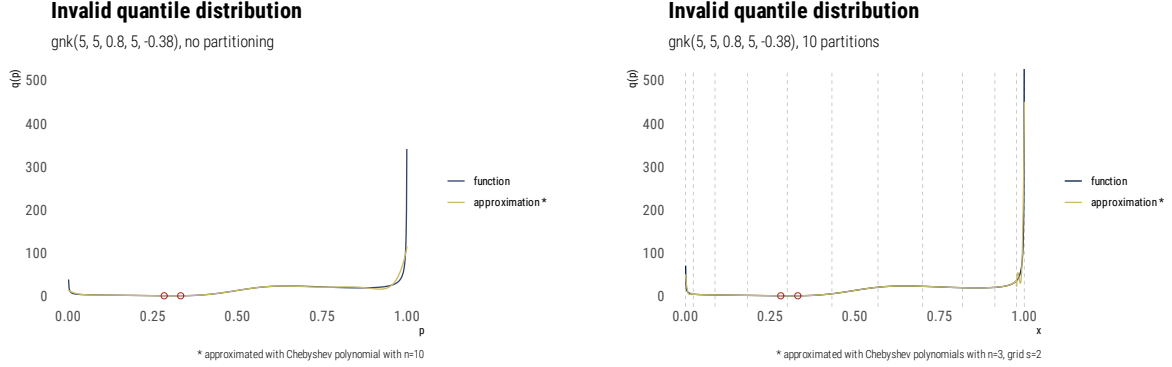 Invalid quantile distribution
gnk(5, 5, 0.8, 5, -0.38), no partitioning
q(p)
500
400
300
200
100
0
0.00 0.25 0.50 0.75 1.00
p
function
approximation *
* approximated with Chebyshev polynomial with n=10
Invalid quantile distribution
gnk(5, 5, 0.8, 5, -0.38), 10 partitions
q(p)
500
400
300
200
100
0
0.00 0.25 0.50 0.75 1.00
x
function
approximation *
* approximated with Chebyshev polynomials with n=3, grid s=2